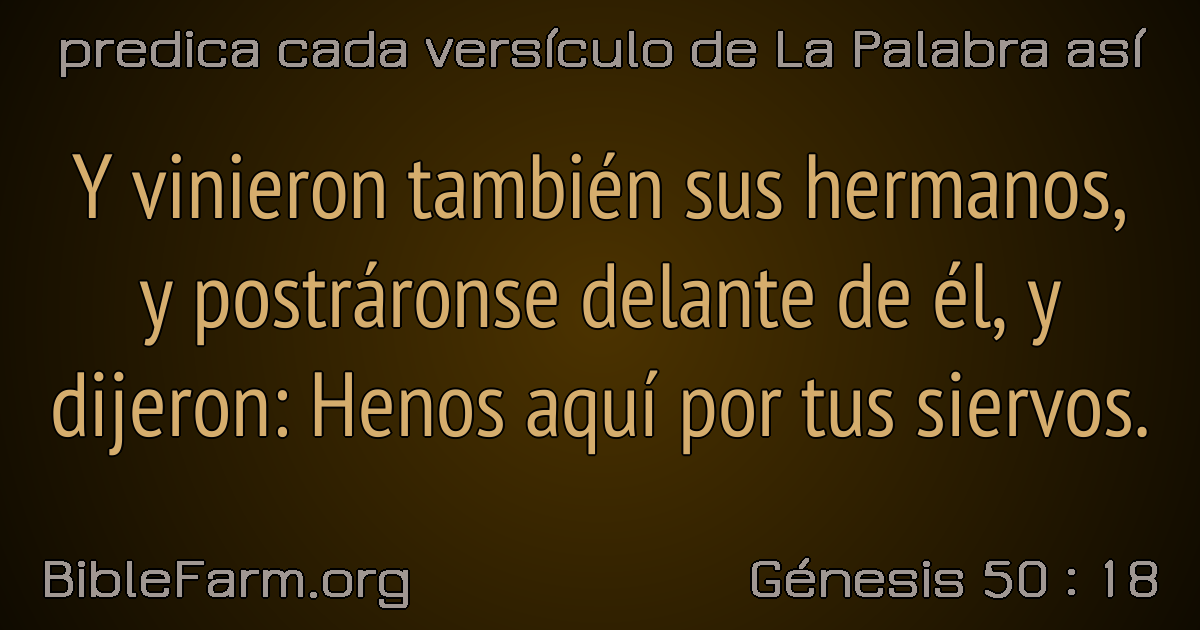 predica cada versículo de La Palabra así
Y vinieron también sus hermanos,
y postráronse delante de él, y
dijeron: Henos aquí por tus siervos.
BibleFarm.org
Génesis 50 : 18